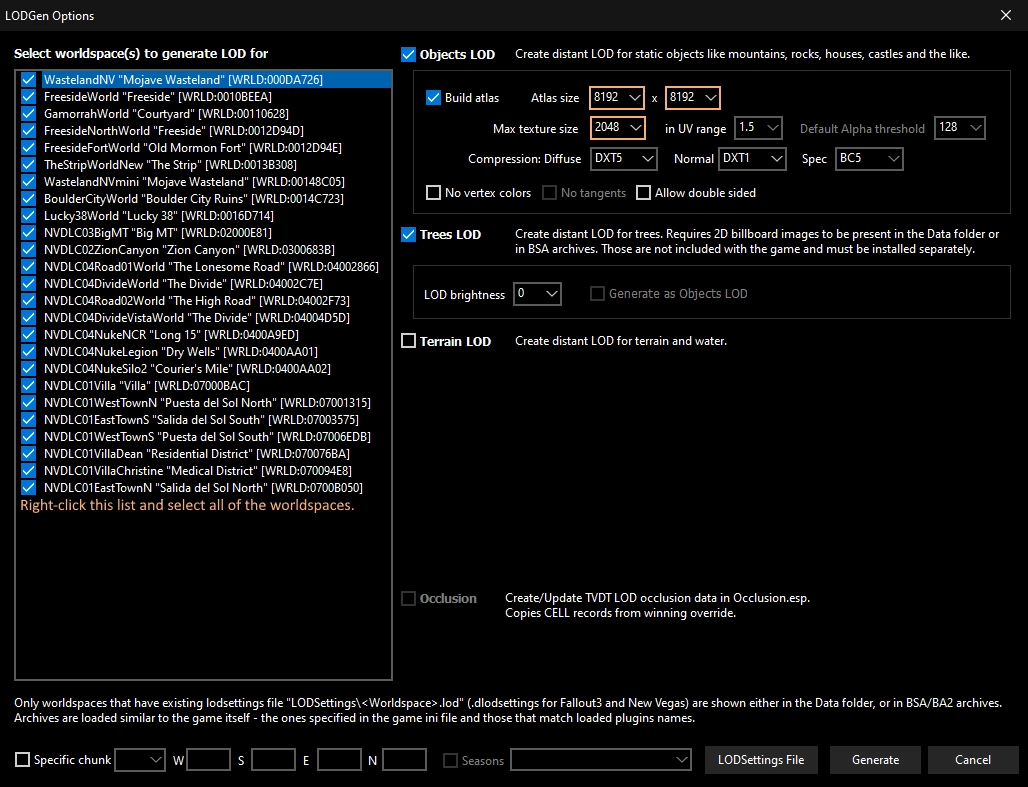 LODGen Options
Select worldspace(s) to generate LOD for
WastelandNV "Mojave Wasteland" [WRLD:000DA726]
FreesideWorld "Freeside" [WRLD:0010BEEA]
GamorrahWorld "Courtyard" [WRLD:00110628]
FreesideNorthWorld "Freeside" [WRLD:0012D94D]
FreesideFortWorld "Old Mormon Fort" [WRLD:0012D94E]
TheStripWorldNew "The Strip" [WRLD:0013B308]
WastelandNVmini "Mojave Wasteland" [WRLD:00148C05]
BoulderCityWorld "Boulder City Ruins" [WRLD:0014C723]
Lucky38World "Lucky 38" [WRLD:0016D714]
NVDLC03BigMT "Big MT" [WRLD:02000E81]
NVDLC02ZionCanyon "Zion Canyon" [WRLD:0300683B]
NVDLC04Road01World "The Lonesome Road" [WRLD:04002866]
NVDLC04DivideWorld "The Divide" [WRLD:04002C7E]
NVDLC04Road02World "The High Road" [WRLD:04002F73]
NVDLC04DivideVistaWorld "The Divide" [WRLD:04004D5D]
NVDLC04NukeNCR "Long 15" [WRLD:0400A9ED]
NVDLC04NukeLegion "Dry Wells" [WRLD:0400AA01]
NVDLC04NukeSilo2 "Courier's Mile" [WRLD:0400AA02]
NVDLC01Villa "Villa" [WRLD:07000BAC]
NVDLC01WestTownN "Puesta del Sol North" [WRLD:07001315]
NVDLC01EastTownS "Salida del Sol South" [WRLD:07003575]
NVDLC01WestTownS "Puesta del Sol South" [WRLD:07006EDB]
NVDLC01VillaDean "Residential District" [WRLD:070076BA]
NVDLC01VillaChristine "Medical District" [WRLD:070094E8]
NVDLC01EastTownN "Salida del Sol North" [WRLD:0700B050]
Right-click this list and select all of the worldspaces.
Objects LOD Create distant LOD for static objects like mountains, rocks, houses, castles and the like.
Build atlas Atlas size 8192 x 8192
Max texture size 2048 in UV range 1.5 Default Alpha threshold 128
Compression: Diffuse DXT5 Normal DXT1 Spec BC5
No vertex colors No tangents Allow double sided
Trees LOD Create distant LOD for trees. Requires 2D billboard images to be present in the Data folder or
in BSA archives. Those are not included with the game and must be installed separately.
LOD brightness 0 Generate as Objects LOD
Terrain LOD Create distant LOD for terrain and water.
Occlusion Create/Update TVDT LOD occlusion data in Occlusion.esp.
Copies CELL records from winning override.
Only worldspaces that have existing lodsettings file "LODSettings\<Worldspace>.lod" (.dlodsettings for Fallout3 and New Vegas) are shown either in the Data folder, or in BSA/BA2 archives.
Archives are loaded similar to the game itself - the ones specified in the game ini file and those that match loaded plugins names.
Specific chunk W S E N Seasons LODSettings File Generate Cancel